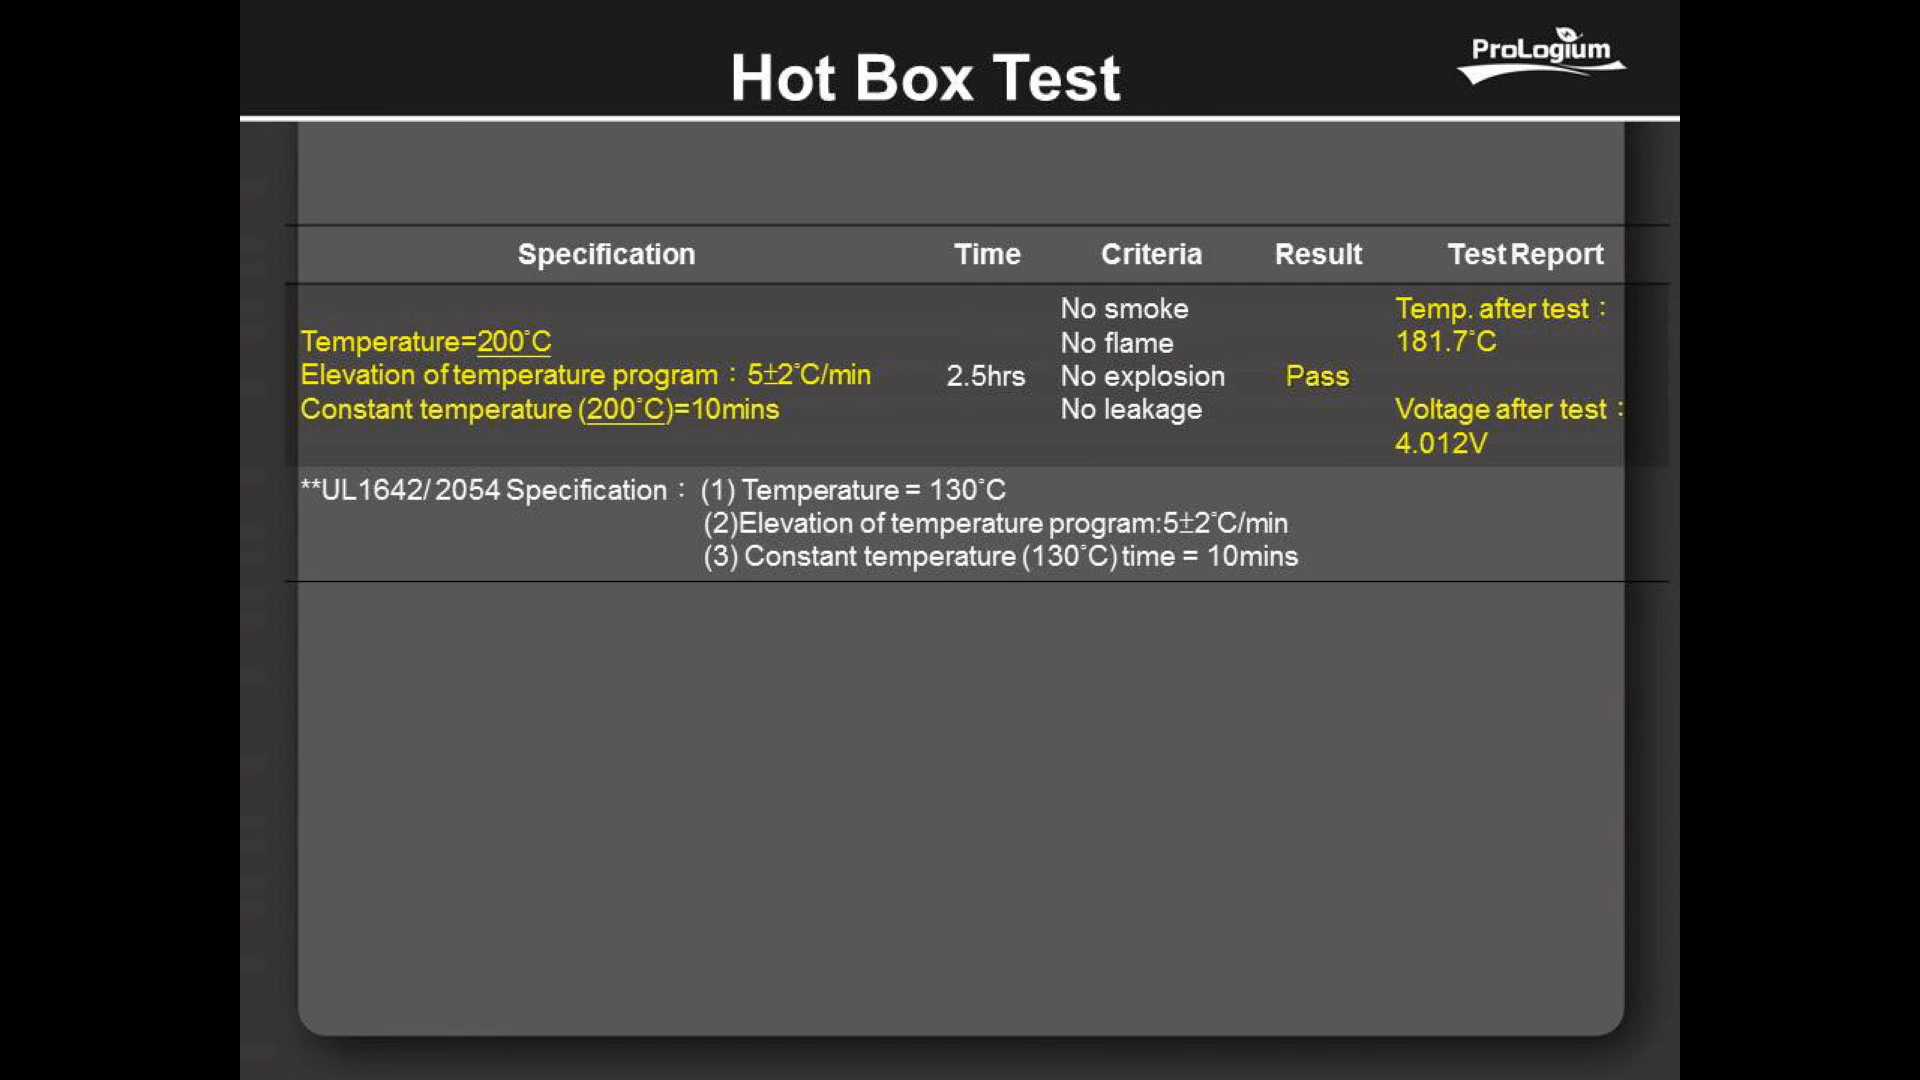 Hot Box Test
ProLogium
Specification Time Criteria Result Test Report
Temperature=200°C
Elevation of temperature program：5±2°C/min
Constant temperature (200°C)=10mins
2.5hrs
No smoke
No flame
No explosion
No leakage
Pass
Temp. after test：
181.7°C
Voltage after test：
4.012V
**UL1642/ 2054 Specification：(1) Temperature = 130°C
(2)Elevation of temperature program:5±2°C/min
(3) Constant temperature (130°C) time = 10mins